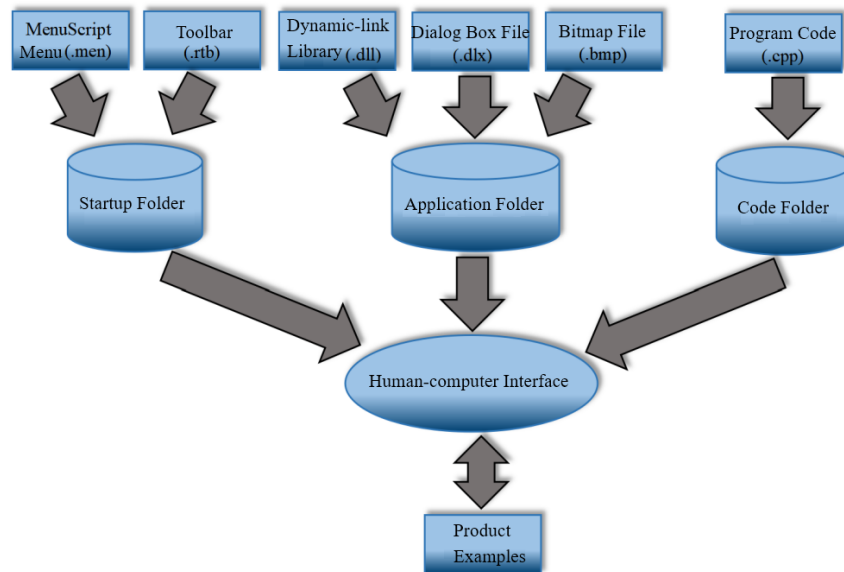 MenuScript
Menu(.men)
Toolbar
(.rtb)
Dynamic-link
Library(.dll)
Dialog Box File
(.dlx)
Bitmap File
(.bmp)
Program Code
(.cpp)
Startup Folder
Application Folder
Code Folder
Human-computer Interface
Product
Examples